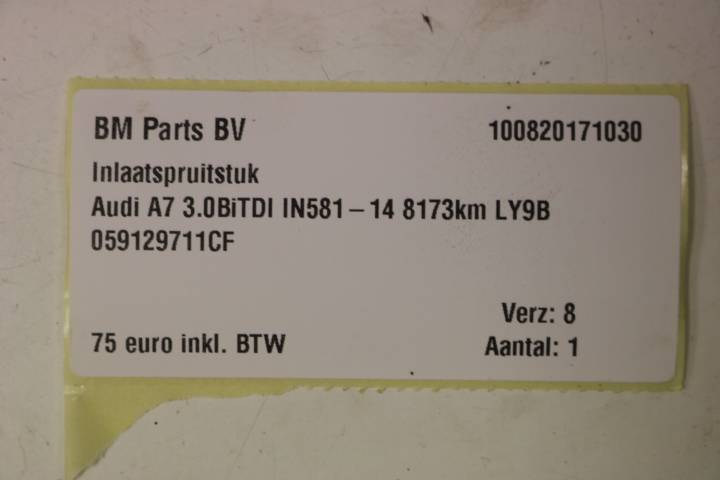 BM Parts BV 100820171030
Inlaatspruitstuk
Audi A7 3.0BiTDI IN581-14 8173km LY9B
059129711CF
Verz: 8
75 euro inkl. BTW Aantal: 1